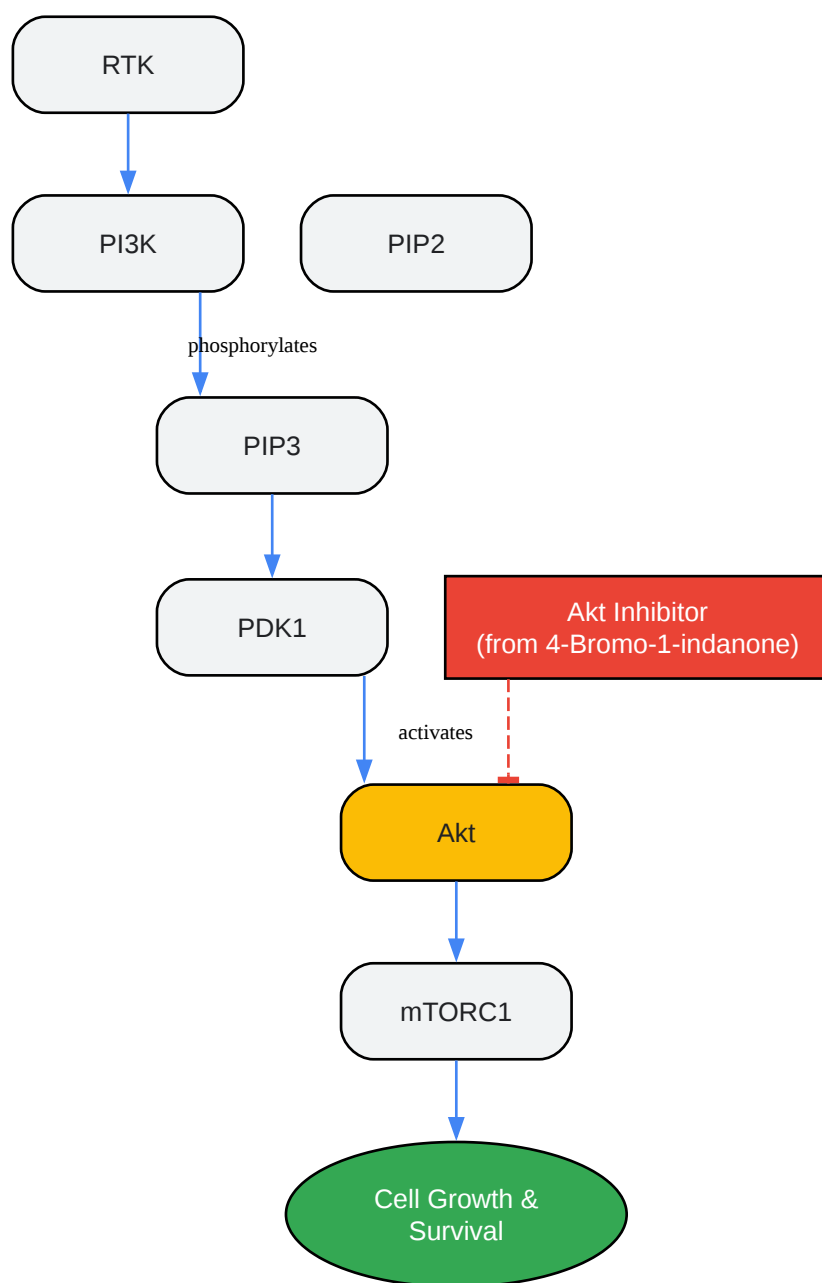 RTK
PI3K
PIP2
phosphorylates
PIP3
PDK1
Akt Inhibitor
(from 4-Bromo-1-indanone)
activates
Akt
mTORC1
Cell Growth &
Survival